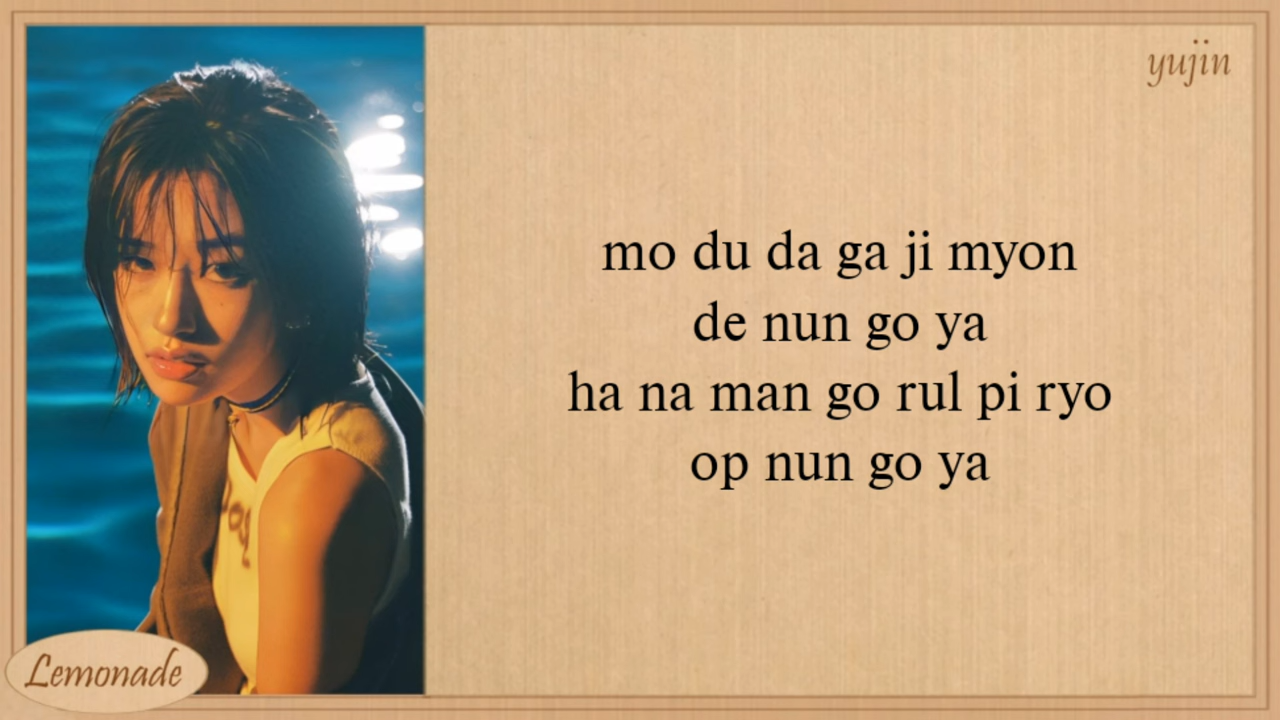 yujin
mo du da ga ji myon
de nun go ya
ha na man go rul pi ryo
op nun go ya
Lemonade